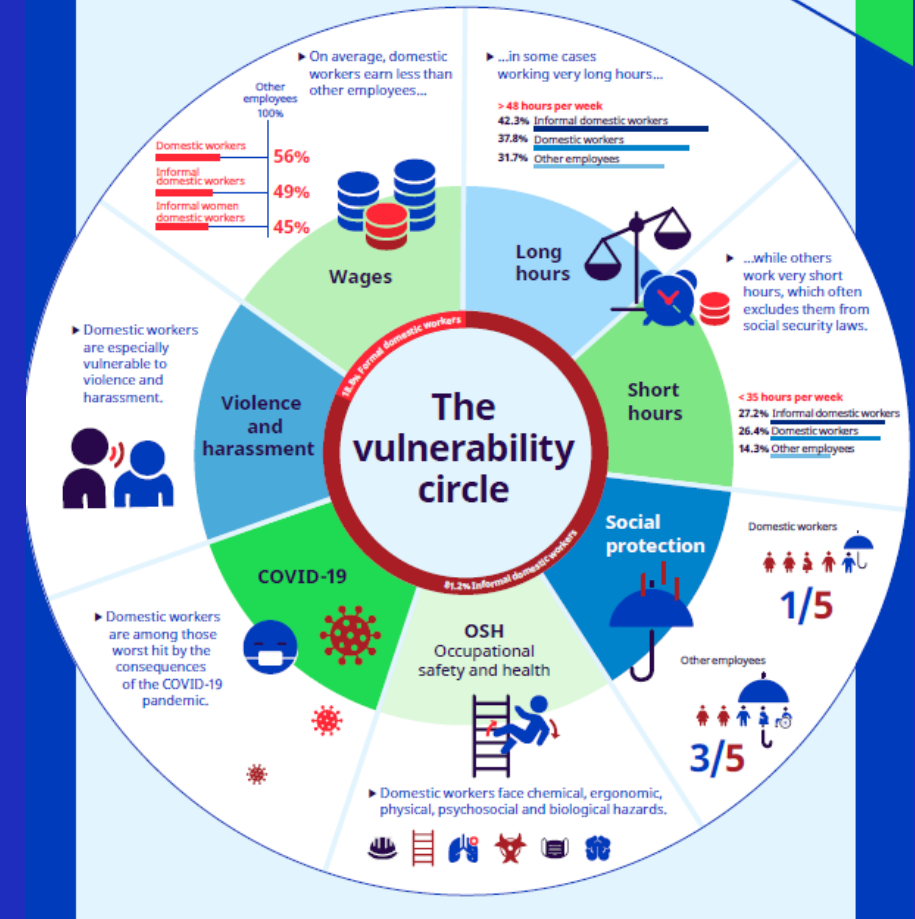 ▶ On average, domestic
workers earn less than
other employees...
Other
employees
100%
Domestic workers
56%
Informal
domestic workers
49%
Informal women
domestic workers
45%
Wages
▶ ...in some cases
working very long hours...
> 48 hours per week
42.3% Informal domestic workers
37.8% Domestic workers
31.7% Other employees
Long
hours
▶ ...while others
work very short
hours, which often
excludes them from
social security laws.
Short
hours
< 35 hours per week
27.2% Informal domestic workers
26.4% Domestic workers
14.3% Other employees
Social
protection
Domestic workers
1/5
Other employees
3/5
OSH
Occupational
safety and health
▶ Domestic workers face chemical, ergonomic,
physical, psychosocial and biological hazards.
COVID-19
▶ Domestic workers
are among those
worst hit by the
consequences
of the COVID-19
pandemic.
Violence
and
harassment
▶ Domestic workers
are especially
vulnerable to
violence and
harassment.
18.8% Formal domestic workers
The
vulnerability
circle
81.2% Informal domestic workers